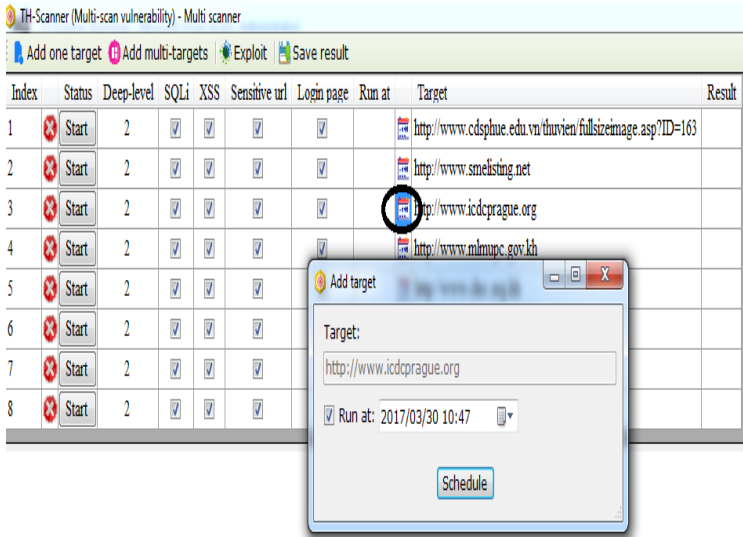 TH-Scanner (Multi-scan vulnerability) - Multi scanner
Add one target Add multi-targets Exploit Save result
Index Status Deep-level SQLi XSS Sensitive url Login page Run at Target Result
1 Start 2 http://www.cdsphue.edu.vn/thuvien/fullsizeimage.asp?ID=163
2 Start 2 http://www.smelisting.net
3 Start 2 http://www.icdcprague.org
4 Start 2 http://www.mlmupc.gov.kh
5 Start 2
6 Start 2
7 Start 2
8 Start 2
Add target
Target:
http://www.icdcprague.org
Run at: 2017/03/30 10:47
Schedule